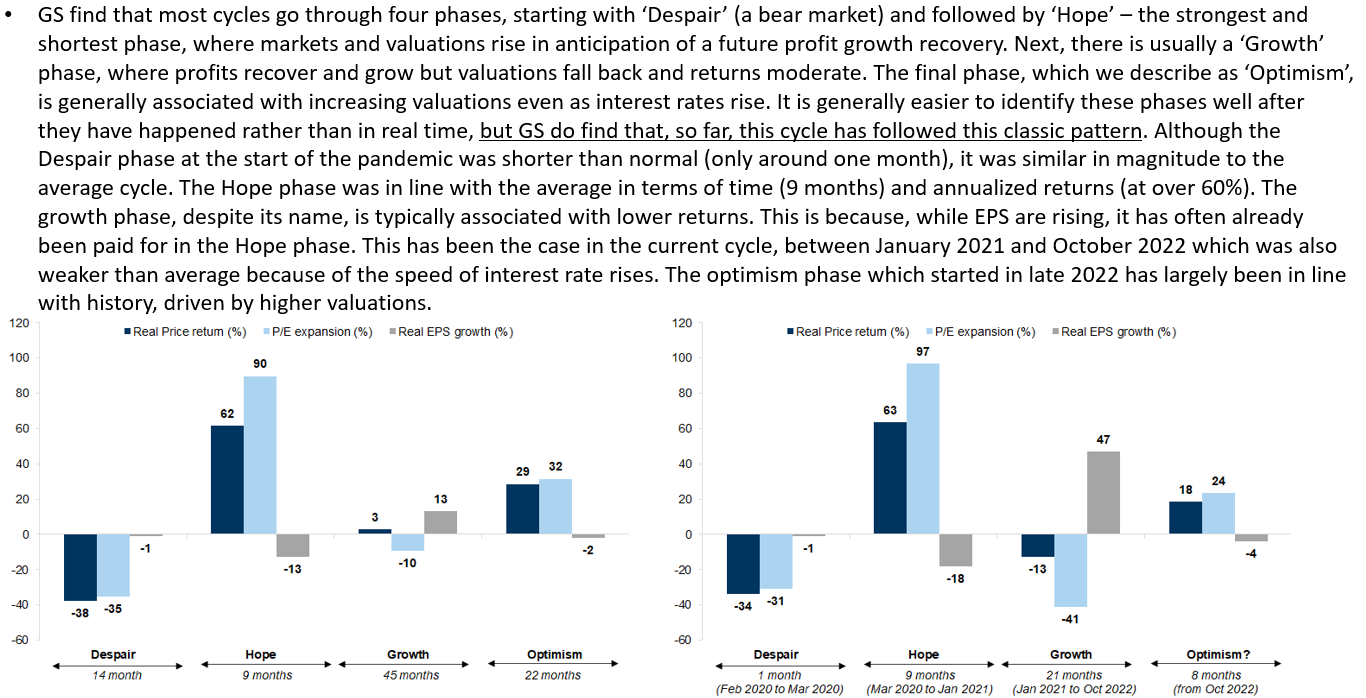 • GS find that most cycles go through four phases, starting with ‘Despair’ (a bear market) and followed by ‘Hope’ – the strongest and
shortest phase, where markets and valuations rise in anticipation of a future profit growth recovery. Next, there is usually a ‘Growth’
phase, where profits recover and grow but valuations fall back and returns moderate. The final phase, which we describe as ‘Optimism’,
is generally associated with increasing valuations even as interest rates rise. It is generally easier to identify these phases well after
they have happened rather than in real time, but GS do find that, so far, this cycle has followed this classic pattern. Although the
Despair phase at the start of the pandemic was shorter than normal (only around one month), it was similar in magnitude to the
average cycle. The Hope phase was in line with the average in terms of time (9 months) and annualized returns (at over 60%). The
growth phase, despite its name, is typically associated with lower returns. This is because, while EPS are rising, it has often already
been paid for in the Hope phase. This has been the case in the current cycle, between January 2021 and October 2022 which was also
weaker than average because of the speed of interest rate rises. The optimism phase which started in late 2022 has largely been in line
with history, driven by higher valuations.
Real Price return (%) P/E expansion (%) Real EPS growth (%)
120
100
80
60
40
20
0
-20
-40
-60
-38 -35 -1
62 90 -13
3 -10 13
29 32 -2
Despair Hope Growth Optimism
14 month 9 months 45 months 22 months
Real Price return (%) P/E expansion (%) Real EPS growth (%)
120
100
80
60
40
20
0
-20
-40
-60
-34 -31 -1
63 97 -18
-13 -41 47
18 24 -4
Despair Hope Growth Optimism?
1 month 9 months 21 months 8 months
(Feb 2020 to Mar 2020) (Mar 2020 to Jan 2021) (Jan 2021 to Oct 2022) (from Oct 2022)